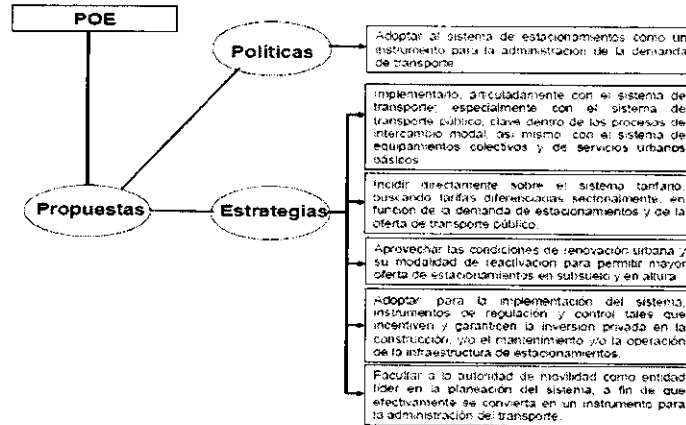 POE
Políticas
Propuestas
Estrategias
Adoptar al sistema de estacionamientos como un
instrumento para la administración de la demanda
de transporte
Implementarlo, articuladamente con el sistema de
transporte; especialmente con el sistema de
transporte público, clave dentro de los procesos de
intercambio modal, así mismo, con el sistema de
equipamientos colectivos y de servicios urbanos
básicos
Incidir directamente sobre el sistema tarifario,
buscando tarifas diferenciadas sectorialmente, en
función de la demanda de estacionamientos y de la
oferta de transporte público.
Aprovechar las condiciones de renovación urbana y
su modalidad de reactivación para permitir mayor
oferta de estacionamientos en subsuelo y en altura
Adoptar para la implementación del sistema,
instrumentos de regulación y control tales que
incentiven y garanticen la inversión privada en la
construcción, y/o el mantenimiento y/o la operación
de la infraestructura de estacionamientos.
Facultar a la autoridad de movilidad como entidad
líder en la planeación del sistema, a fin de que
efectivamente se convierta en un instrumento para
la administración del transporte.